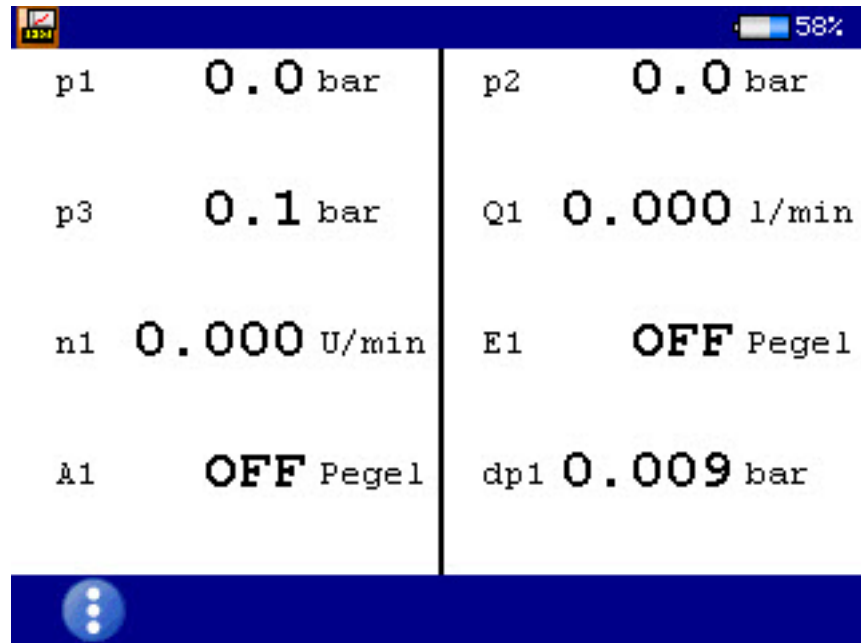 58%
p1 0.0 bar
p2 0.0 bar
p3 0.1 bar
Q1 0.000 l/min
n1 0.000 U/min
E1 OFF Pegel
A1 OFF Pegel
dp1 0.009 bar